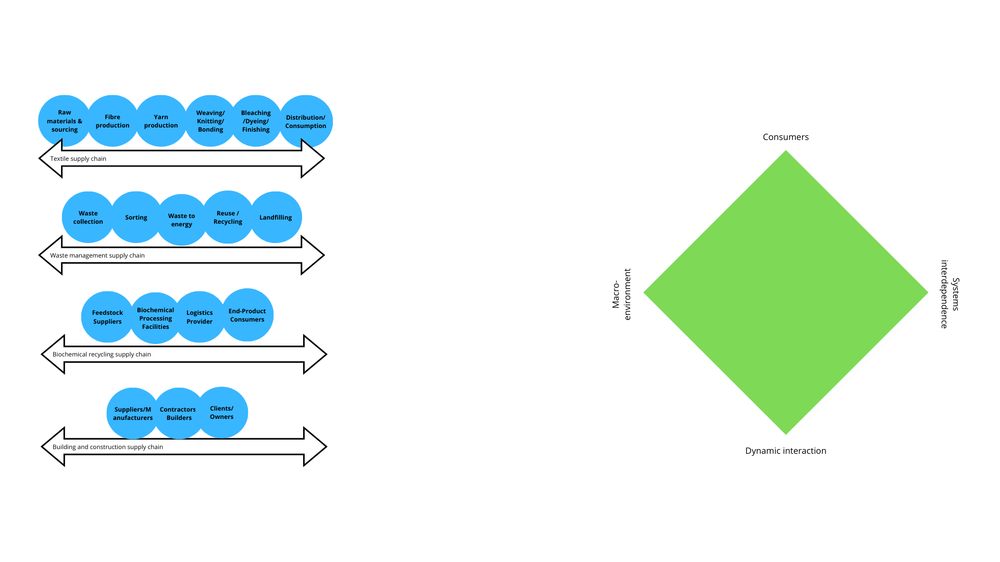 Raw
materials &
sourcing
Fibre
production
Yarn
production
Weaving/
Knitting/
Bonding
Bleaching
/Dyeing/
Finishing
Distribution/
Consumption
Textile supply chain
Waste
collection
Sorting
Waste to
energy
Reuse /
Recycling
Landfilling
Waste management supply chain
Feedstock
Suppliers
Biochemical
Processing
Facilities
Logistics
Provider
End-Product
Consumers
Biochemical recycling supply chain
Suppliers/M
anufacturers
Contractors
Builders
Clients/
Owners
Building and construction supply chain
Consumers
Macro-
environment
Systems
interdependence
Dynamic interaction